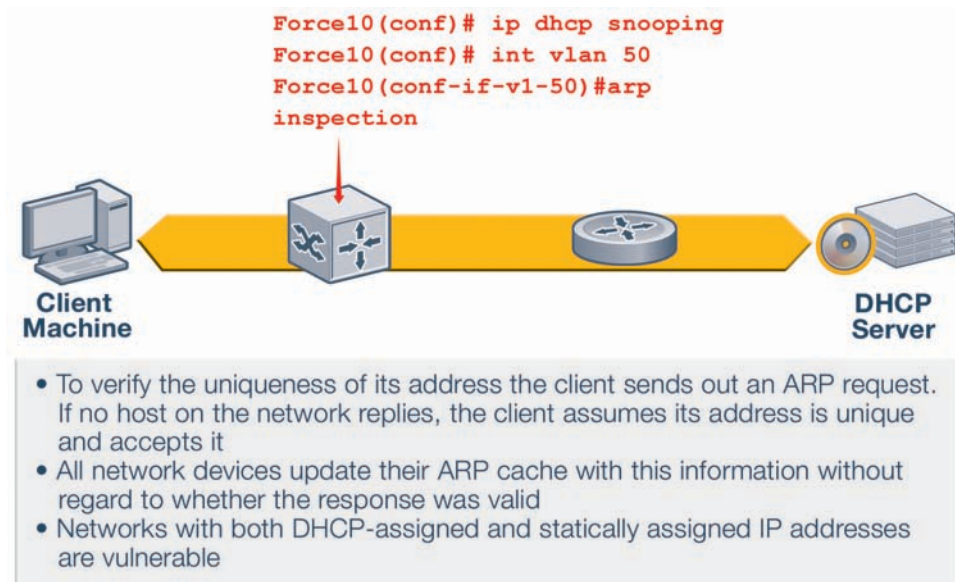 Force10(conf)# ip dhcp snooping
Force10(conf)# int vlan 50
Force10(conf-if-v1-50)#arp
inspection
Client
Machine
DHCP
Server
• To verify the uniqueness of its address the client sends out an ARP request.
If no host on the network replies, the client assumes its address is unique
and accepts it
• All network devices update their ARP cache with this information without
regard to whether the response was valid
• Networks with both DHCP-assigned and statically assigned IP addresses
are vulnerable